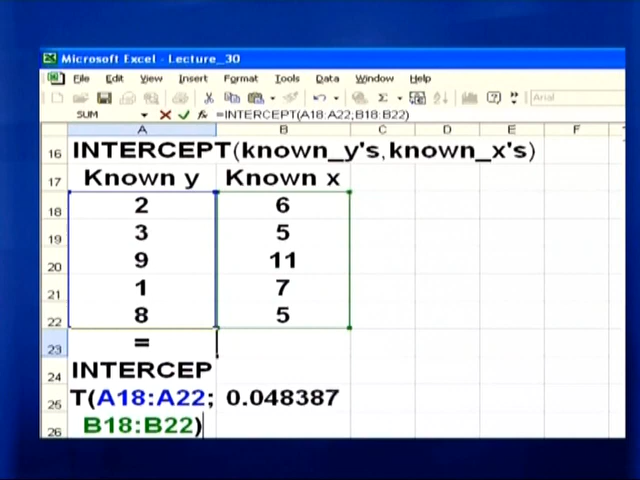 Microsoft Excel - Lecture_30
File Edit View Insert Format Tools Data Window Help
Arial
SUM =INTERCEPT(A18:A22;B18:B22)
A B C D E F
16 INTERCEPT(known_y's,known_x's)
17 Known y Known x
18 2 6
19 3 5
20 9 11
21 1 7
22 8 5
23 =
24 INTERCEP
25 T(A18:A22; 0.048387
26 B18:B22)